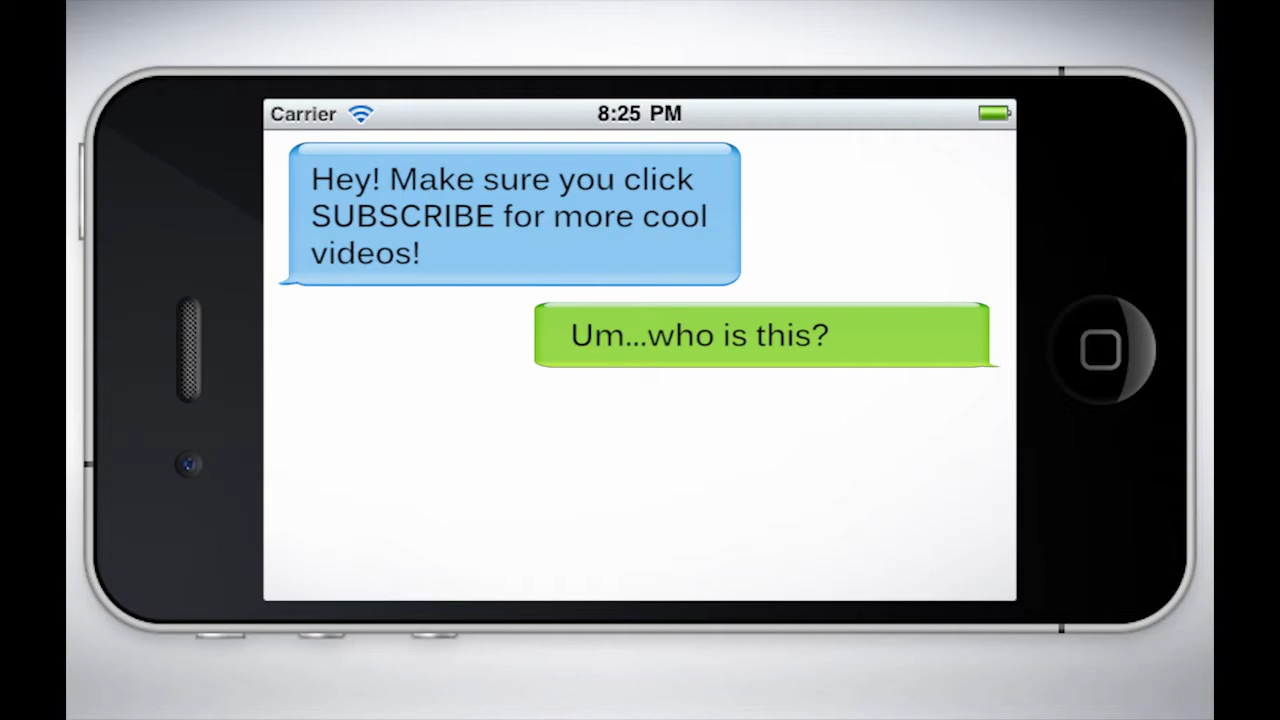 Carrier
8:25 PM
Hey! Make sure you click
SUBSCRIBE for more cool
videos!
Um...who is this?